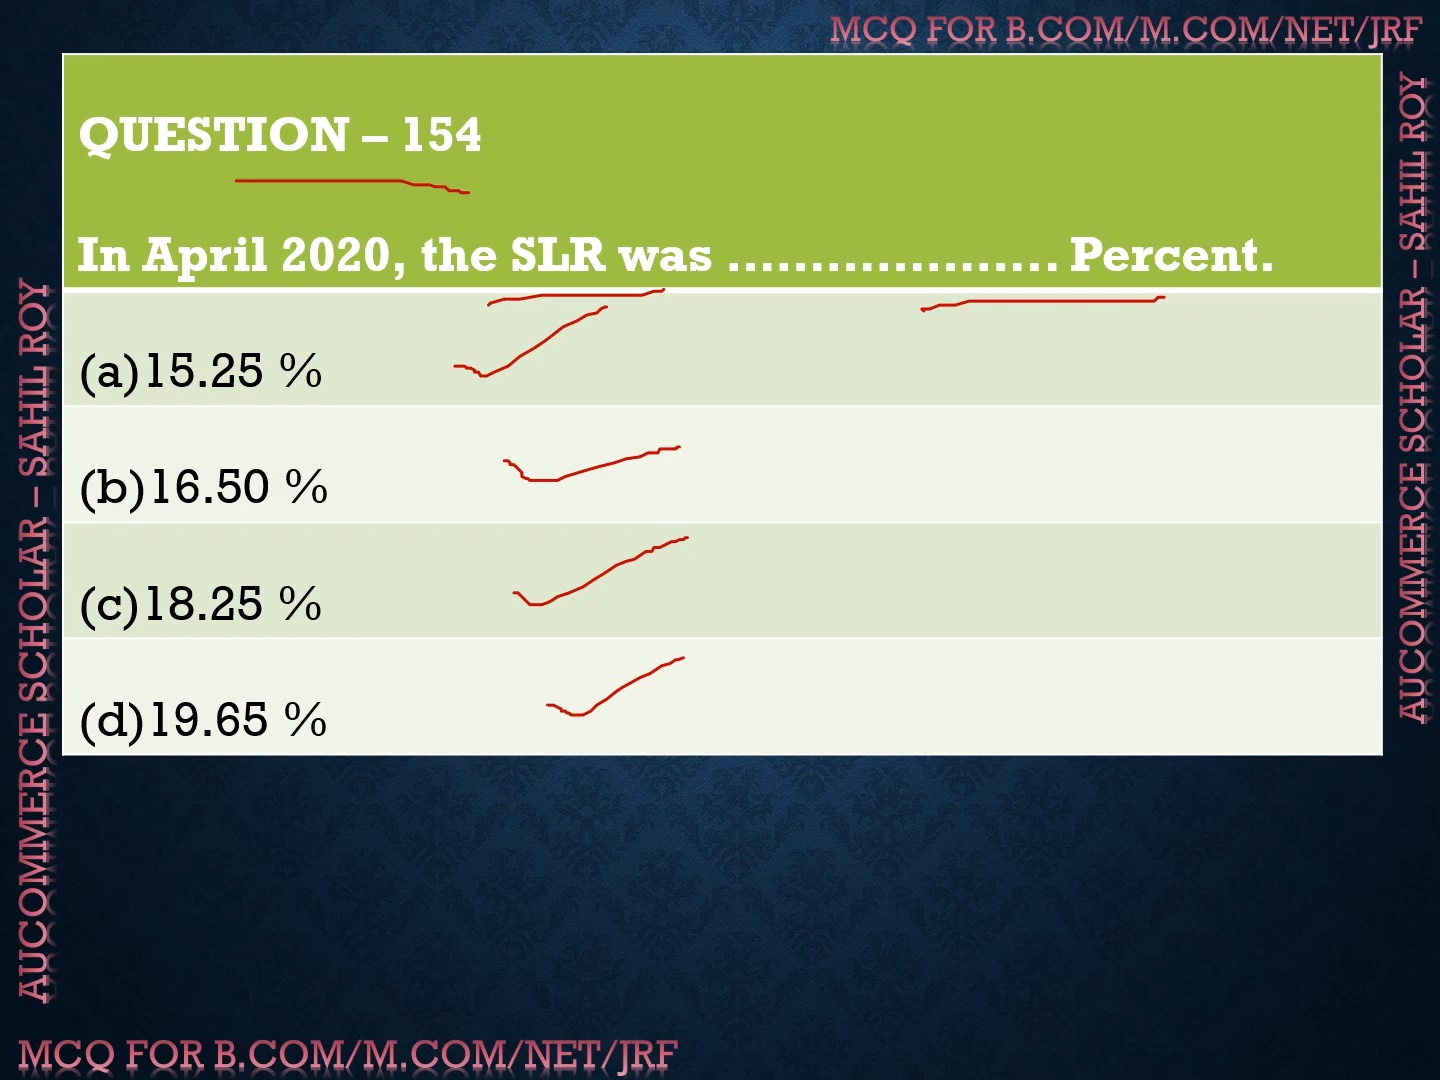 MCQ FOR B.COM/M.COM/NET/JRF
QUESTION – 154
In April 2020, the SLR was .................... Percent.
(a)15.25 %
(b)16.50 %
(c)18.25 %
(d)19.65 %
AUCOMMERCE SCHOLAR – SAHIL ROY
AUCOMMERCE SCHOLAR – SAHIL ROY
MCQ FOR B.COM/M.COM/NET/JRF